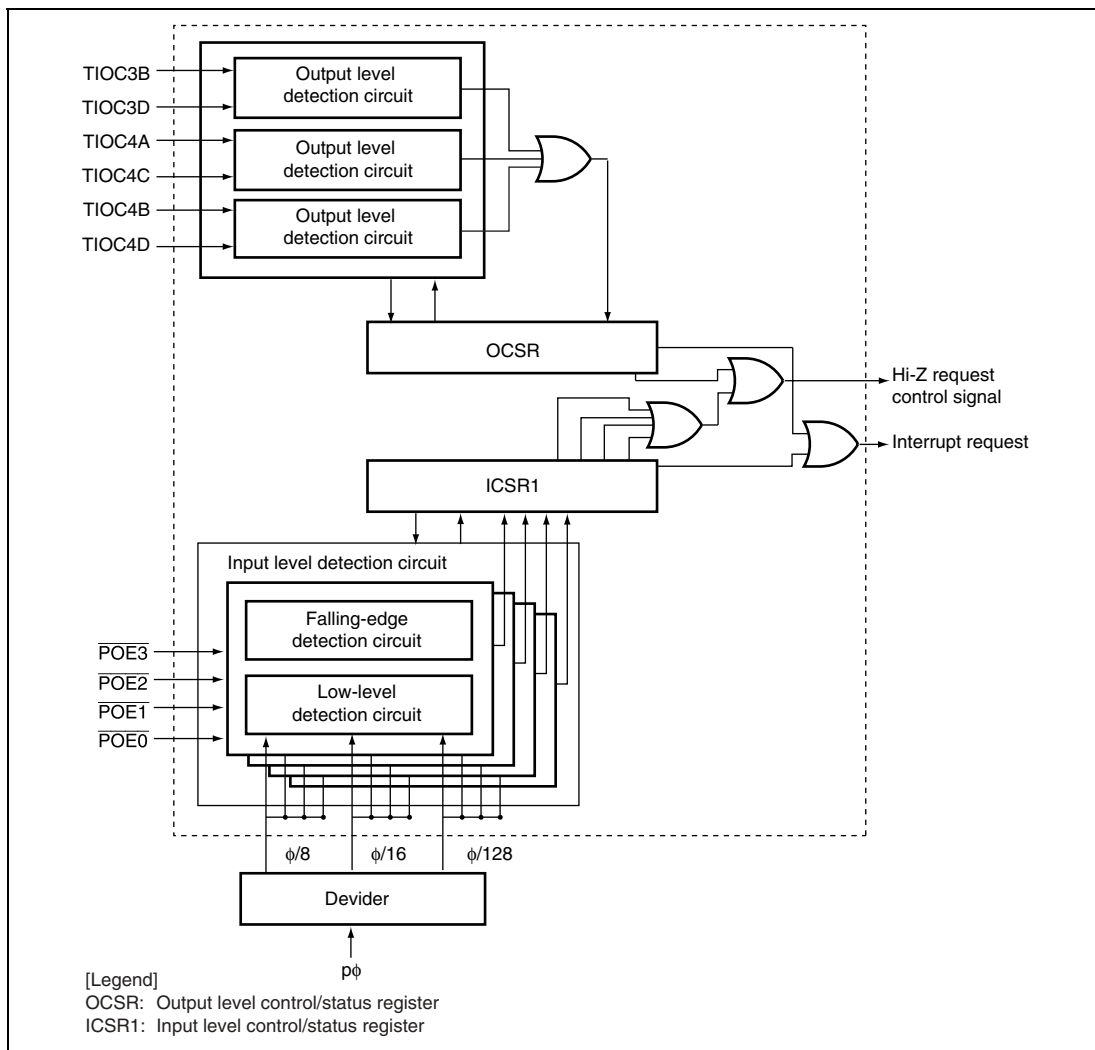 TIOC3B
TIOC3D
TIOC4A
TIOC4C
TIOC4B
TIOC4D
Output level
detection circuit
Output level
detection circuit
Output level
detection circuit
OCSR
Hi-Z request
control signal
Interrupt request
ICSR1
Input level detection circuit
Falling-edge
detection circuit
Low-level
detection circuit
POE3
POE2
POE1
POE0
ϕ/8
ϕ/16
ϕ/128
Devider
pϕ
[Legend]
OCSR: Output level control/status register
ICSR1: Input level control/status register